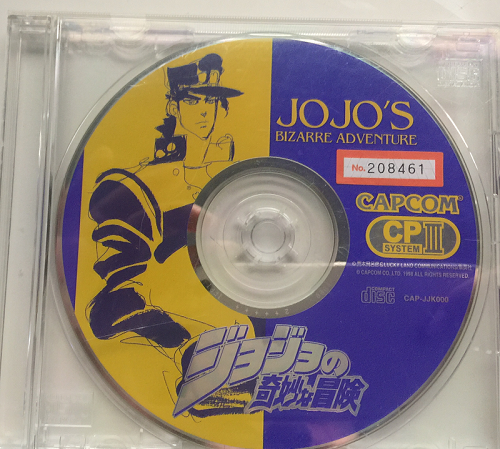 JOJO'S
BIZARRE ADVENTURE
No.208461
CAPCOM
CP
SYSTEM III
© CAPCOM CO., LTD. 1998 ALL RIGHTS RESERVED.
COMPACT
disc
CAP-JJK000
ジョジョの
奇妙な冒険